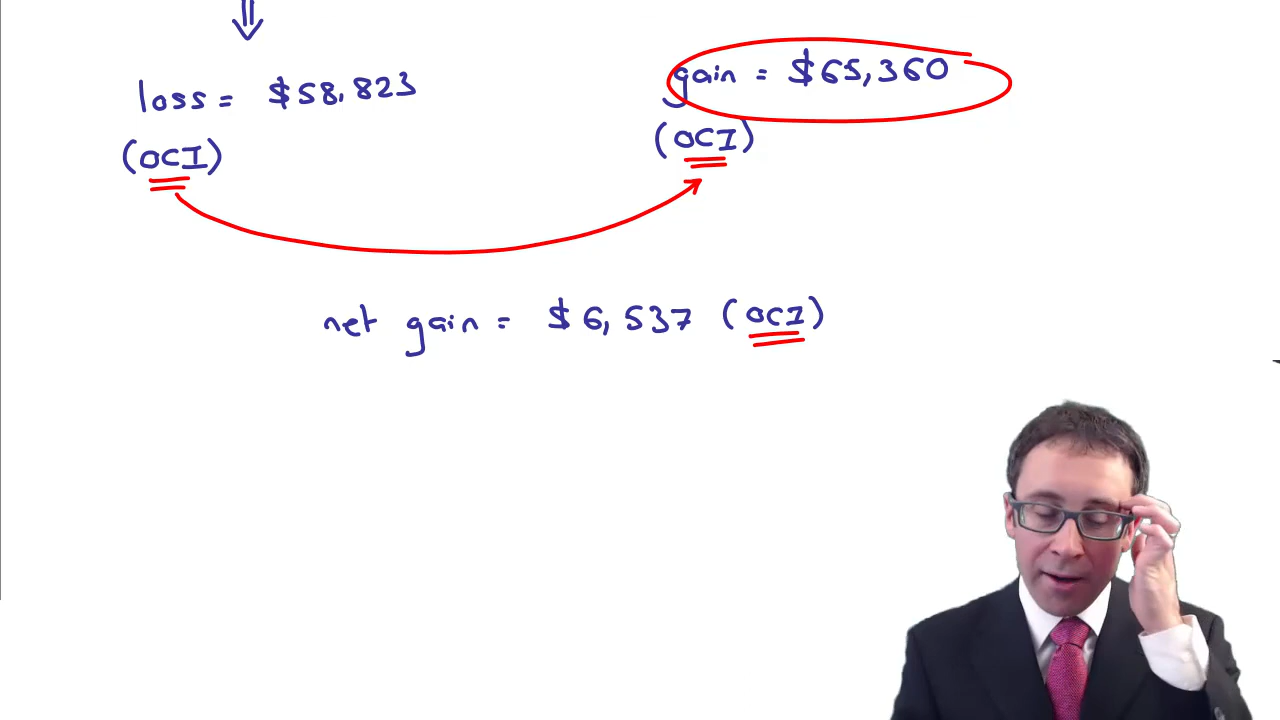 loss = $58,823
(OCI)
gain = $65,360
(OCI)
net gain = $6,537 (OCI)